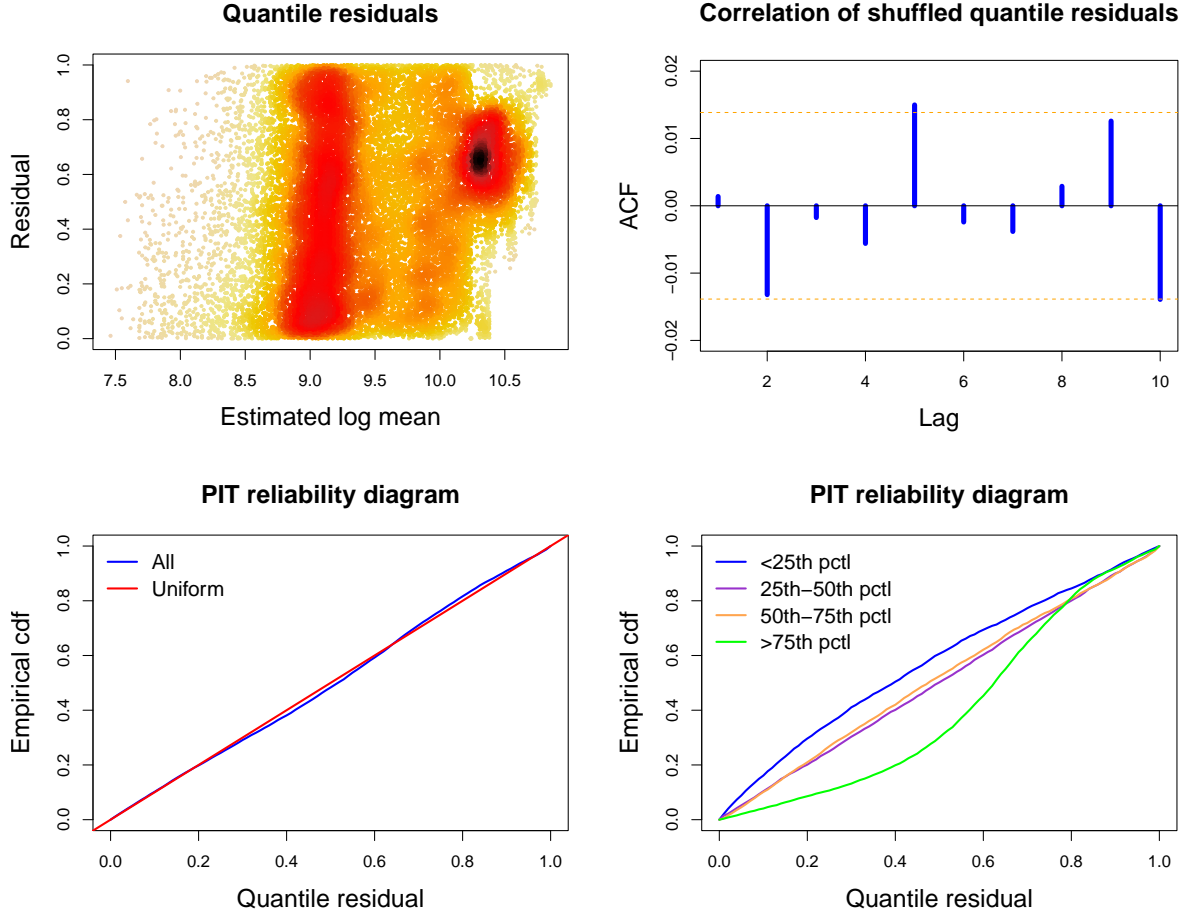 Quantile residuals
1.0
0.8
0.6
0.4
0.2
0.0
Residual
7.5 8.0 8.5 9.0 9.5 10.0 10.5
Estimated log mean
Correlation of shuffled quantile residuals
0.02
0.01
0.00
−0.01
−0.02
ACF
2 4 6 8 10
Lag
PIT reliability diagram
All
Uniform
1.0
0.8
0.6
0.4
0.2
0.0
Empirical cdf
0.0 0.2 0.4 0.6 0.8 1.0
Quantile residual
PIT reliability diagram
<25th pctl
25th−50th pctl
50th−75th pctl
>75th pctl
1.0
0.8
0.6
0.4
0.2
0.0
Empirical cdf
0.0 0.2 0.4 0.6 0.8 1.0
Quantile residual